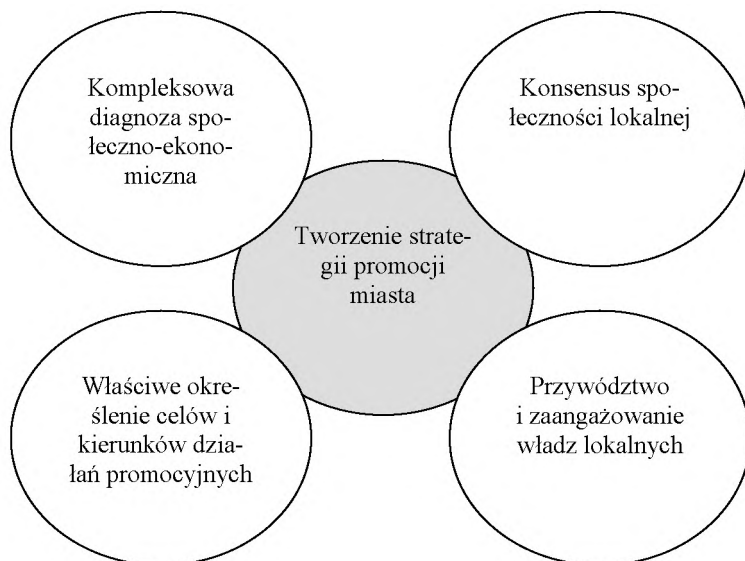 Kompleksowa
diagnoza spo-
łeczno-ekono-
miczna
Konsensus spo-
łeczności lokalnej
Tworzenie strate-
gii promocji
miasta
Właściwe okre-
ślenie celów i
kierunków dzia-
łań promocyjnych
Przywództwo
i zaangażowanie
władz lokalnych